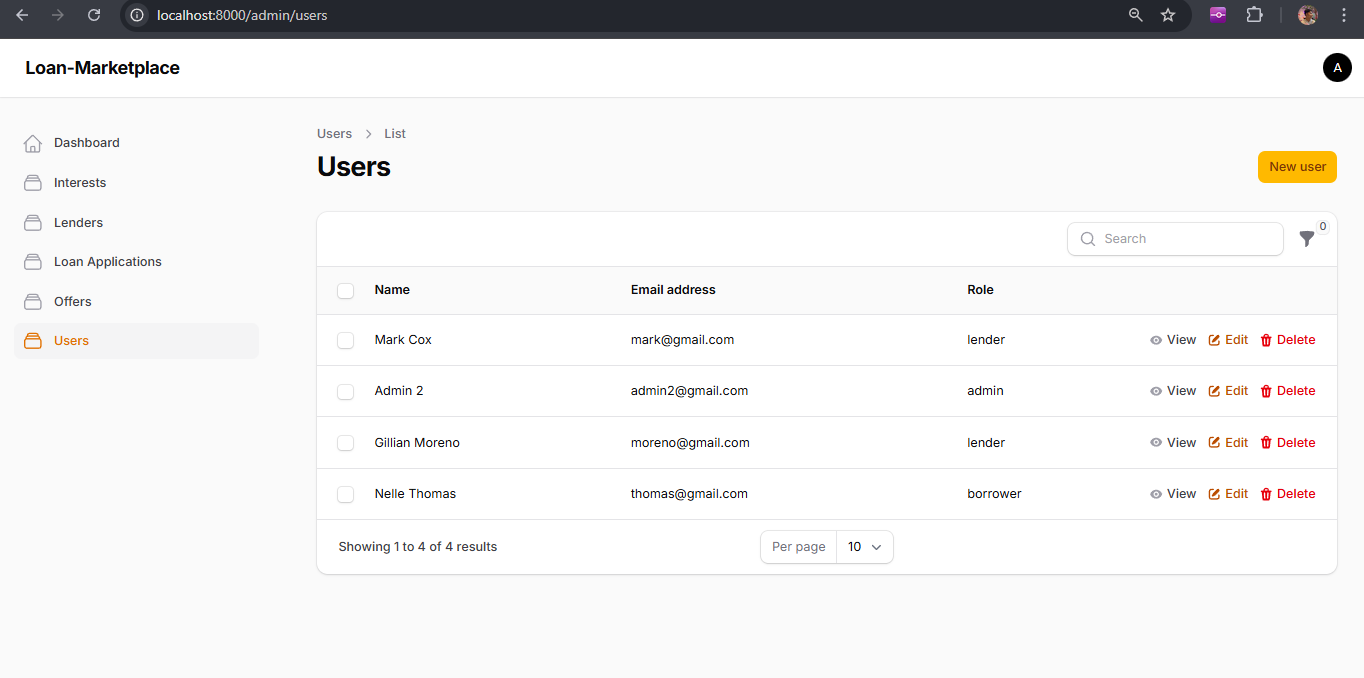 localhost:8000/admin/users
Loan-Marketplace
A
Dashboard
Interests
Lenders
Loan Applications
Offers
Users
Users > List
Users
New user
Search
0
Name Email address Role
Mark Cox mark@gmail.com lender View Edit Delete
Admin 2 admin2@gmail.com admin View Edit Delete
Gillian Moreno moreno@gmail.com lender View Edit Delete
Nelle Thomas thomas@gmail.com borrower View Edit Delete
Showing 1 to 4 of 4 results Per page 10